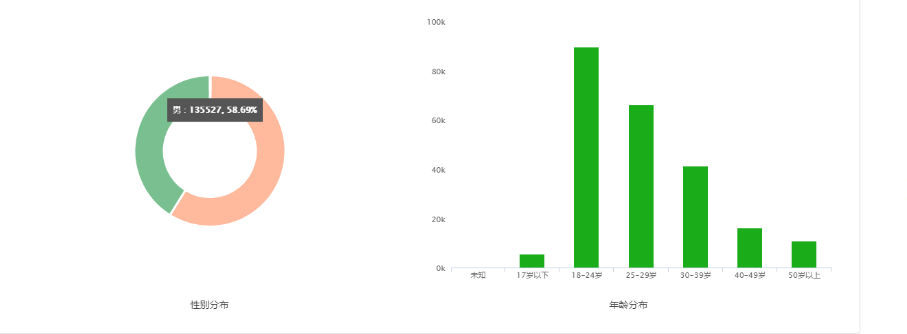 男 : 135527, 58.69%
性别分布
100k
80k
60k
40k
20k
0k
未知
17岁以下
18-24岁
25-29岁
30-39岁
40-49岁
50岁以上
年龄分布